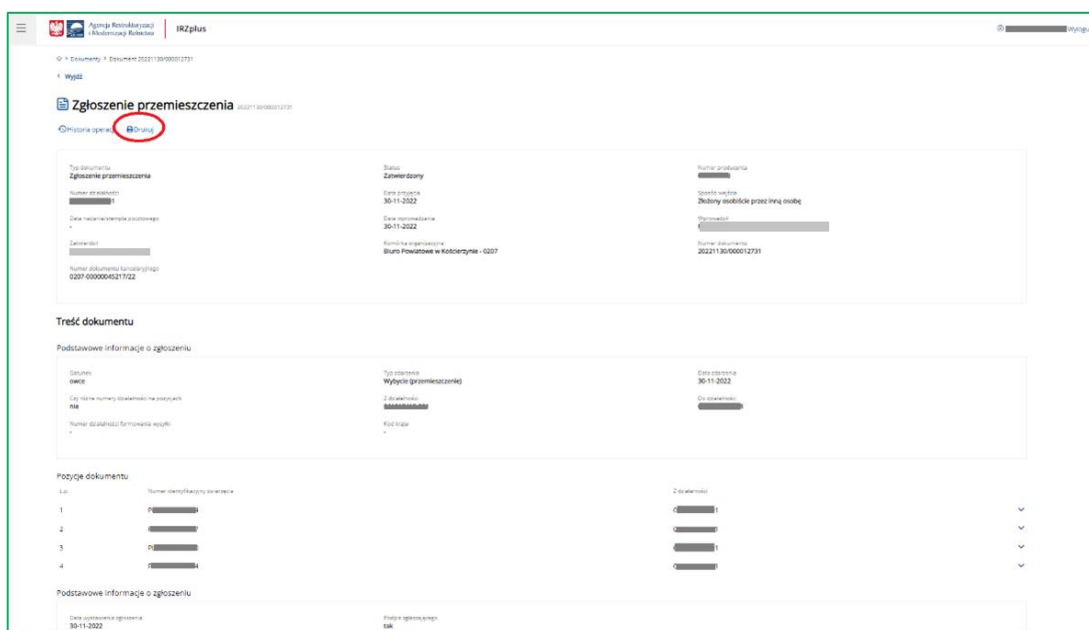 Agencja Restrukturyzacji
i Modernizacji Rolnictwa
IRZplus
Wylogu
Dokumenty > Dokument 20221130/000012731
Wyjdź
Zgłoszenie przemieszczenia 20221130/000012731
Historia operacji Drukuj
Typ dokumentu Status Numer producenta
Zgłoszenie przemieszczenia Zatwierdzony
Numer działalności Data przyjęcia Sposób wejścia
1 30-11-2022 Złożony osobiście przez inną osobę
Data nadania/stempla pocztowego Data wprowadzenia Wprowadził
- 30-11-2022
Zatwierdził Komórka organizacyjna Numer dokumentu
Biuro Powiatowe w Kościerzynie - 0207 20221130/000012731
Numer dokumentu kancelaryjnego
0207-00000045217/22
Treść dokumentu
Podstawowe informacje o zgłoszeniu
Gatunek Typ zdarzenia Data zdarzenia
owce Wybycie (przemieszczenie) 30-11-2022
Czy różne numery działalności na pozycjach Z działalności Do działalności
nie
Numer działalności formowania wysyłki Kod kraju
- -
Pozycje dokumentu
L.p. Numer identyfikacyjny zwierzęcia Z działalności
1
2
3
4
Podstawowe informacje o zgłoszeniu
Data wystawienia zgłoszenia Podpis zgłaszającego
30-11-2022 tak